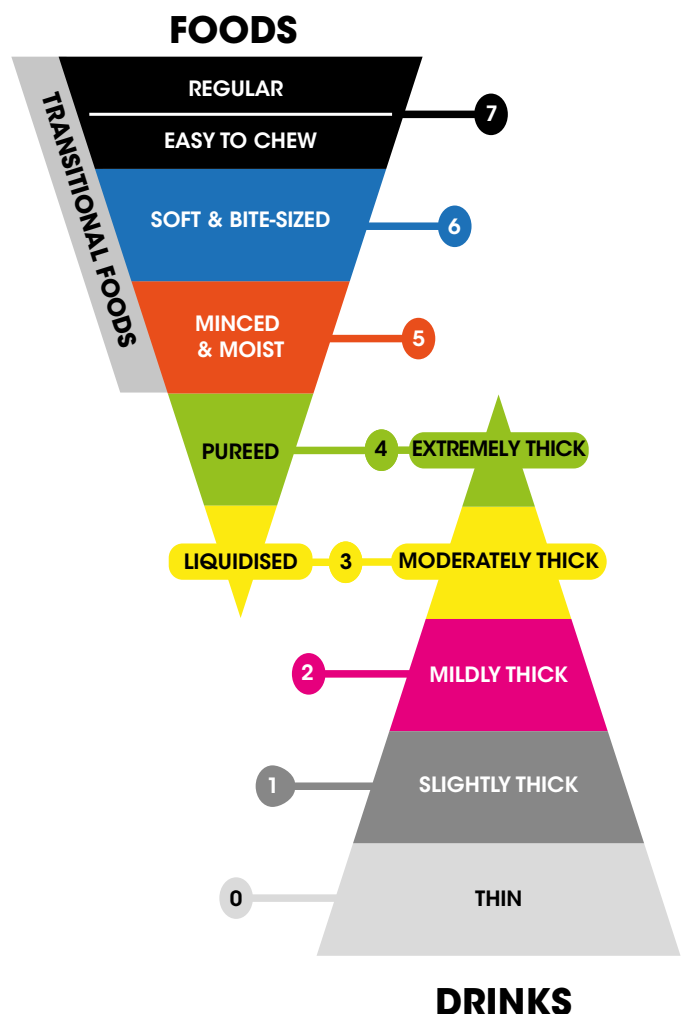 FOODS
REGULAR
7
EASY TO CHEW
TRANSITIONAL FOODS
SOFT & BITE-SIZED
6
MINCED
& MOIST
5
PUREED
4
EXTREMELY THICK
LIQUIDISED
3
MODERATELY THICK
2
MILDLY THICK
1
SLIGHTLY THICK
0
THIN
DRINKS